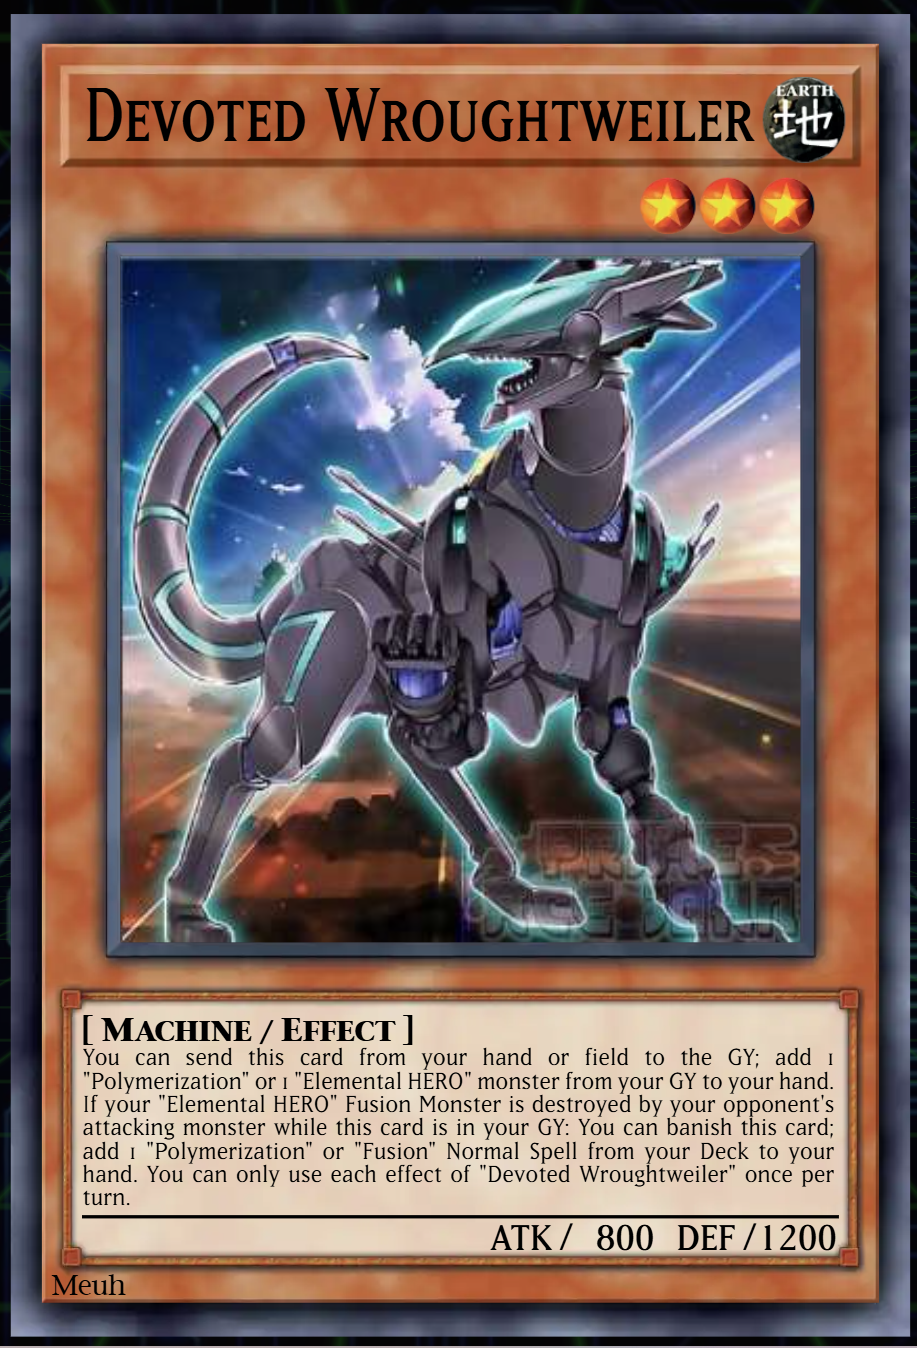 DEVOTED WROUGHTWEILER
EARTH
地
[ MACHINE / EFFECT ]
You can send this card from your hand or field to the GY; add 1
"Polymerization" or 1 "Elemental HERO" monster from your GY to your hand.
If your "Elemental HERO" Fusion Monster is destroyed by your opponent's
attacking monster while this card is in your GY: You can banish this card;
add 1 "Polymerization" or "Fusion" Normal Spell from your Deck to your
hand. You can only use each effect of "Devoted Wroughtweiler" once per
turn.
ATK / 800 DEF /1200
Meuh